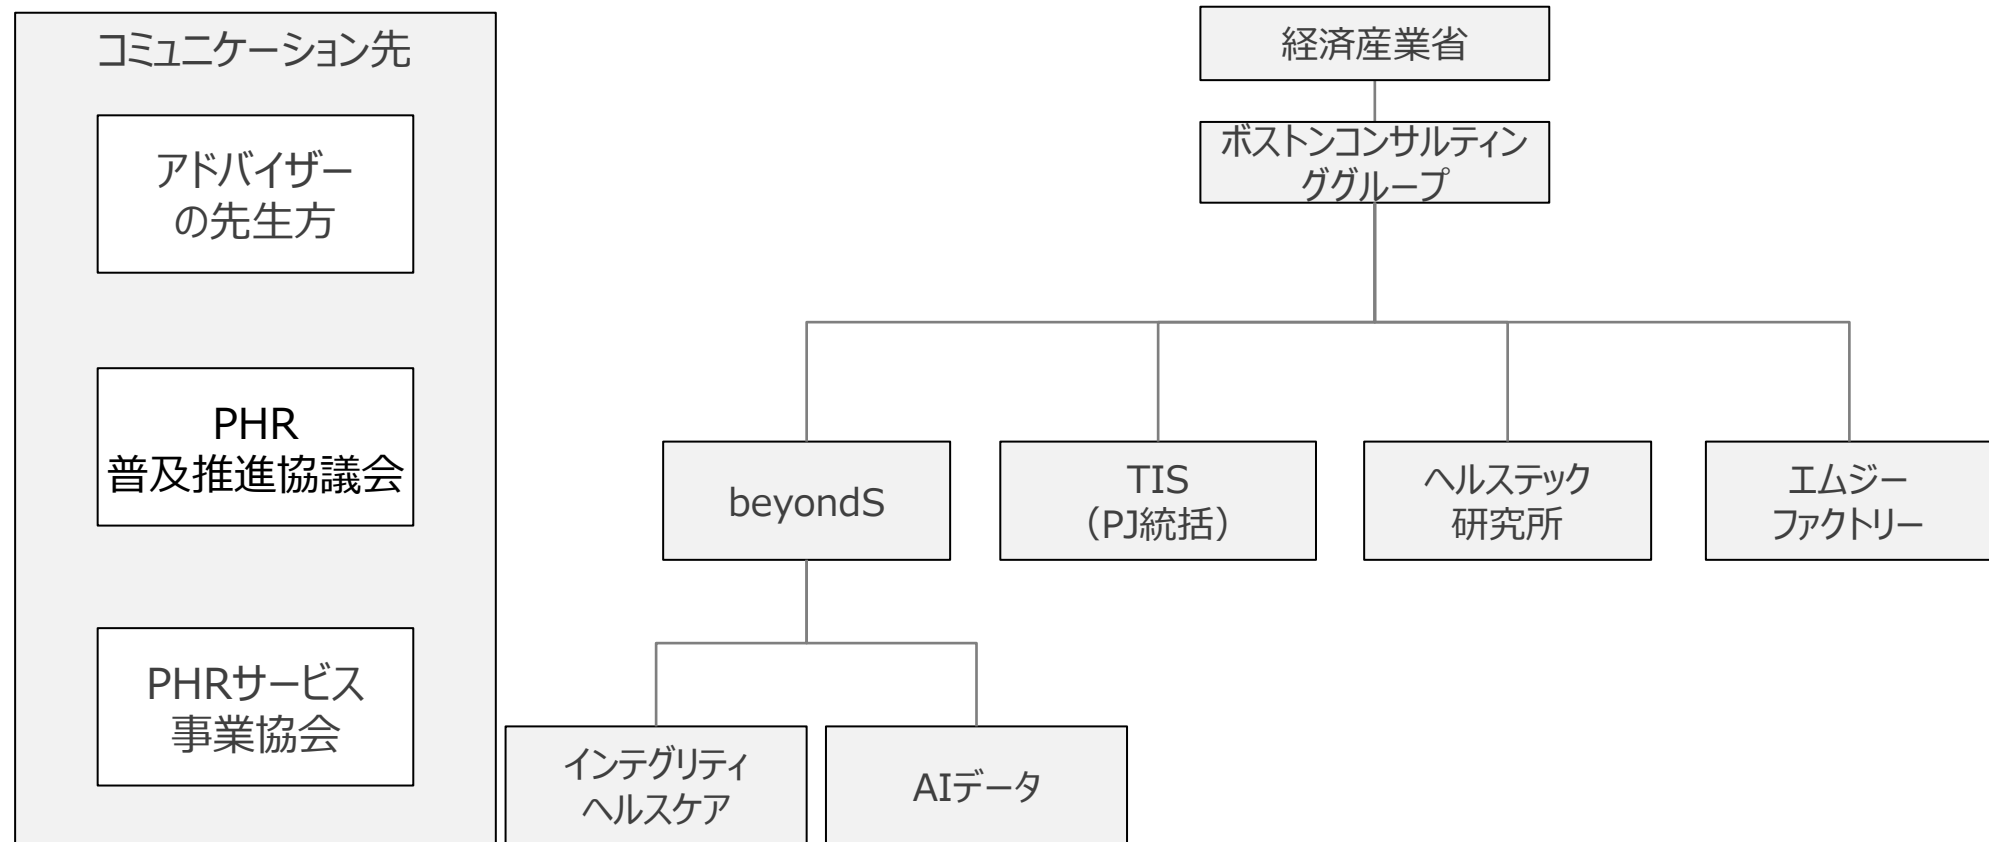 コミュニケーション先
アドバイザー
の先生方
PHR
普及推進協議会
PHRサービス
事業協会
経済産業省
ボストンコンサルティン
ググループ
beyondS
TIS
（PJ統括）
ヘルステック
研究所
エムジー
ファクトリー
インテグリティ
ヘルスケア
AIデータ